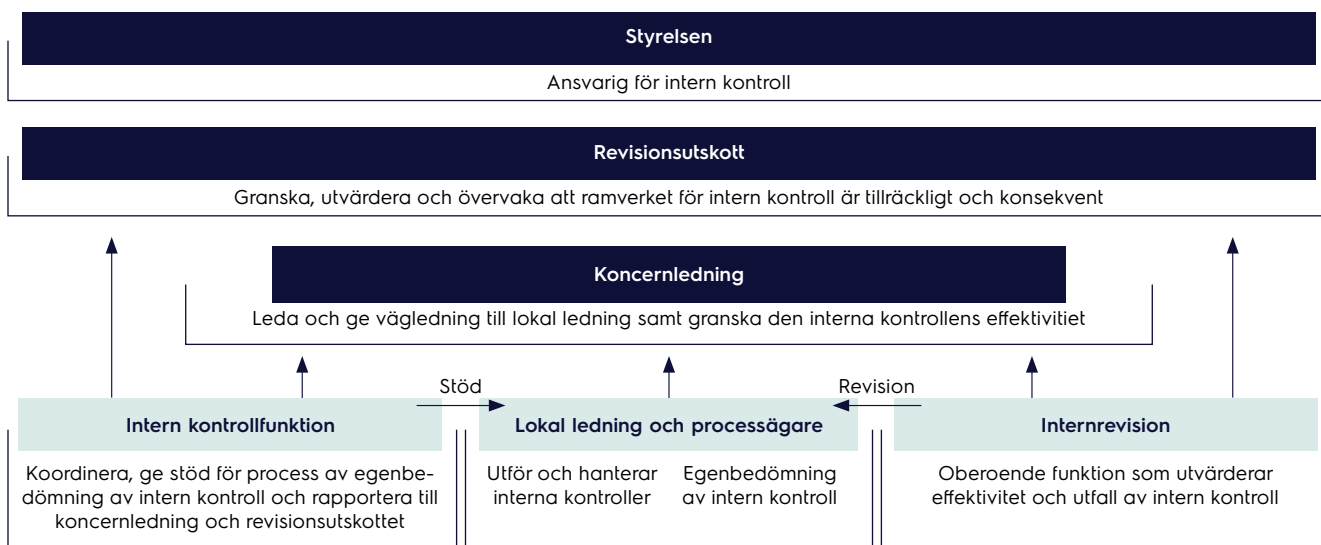 Styrelsen
Ansvarig för intern kontroll
Revisionsutskott
Granska, utvärdera och övervaka att ramverket för intern kontroll är tillräckligt och konsekvent
Koncernledning
Leda och ge vägledning till lokal ledning samt granska den interna kontrollens effektivitiet
Stöd
Revision
Intern kontrollfunktion
Koordinera, ge stöd för process av egenbe-
dömning av intern kontroll och rapportera till
koncernledning och revisionsutskottet
Lokal ledning och processägare
Utför och hanterar
interna kontroller
Egenbedömning
av intern kontroll
Internrevision
Oberoende funktion som utvärderar
effektivitet och utfall av intern kontroll